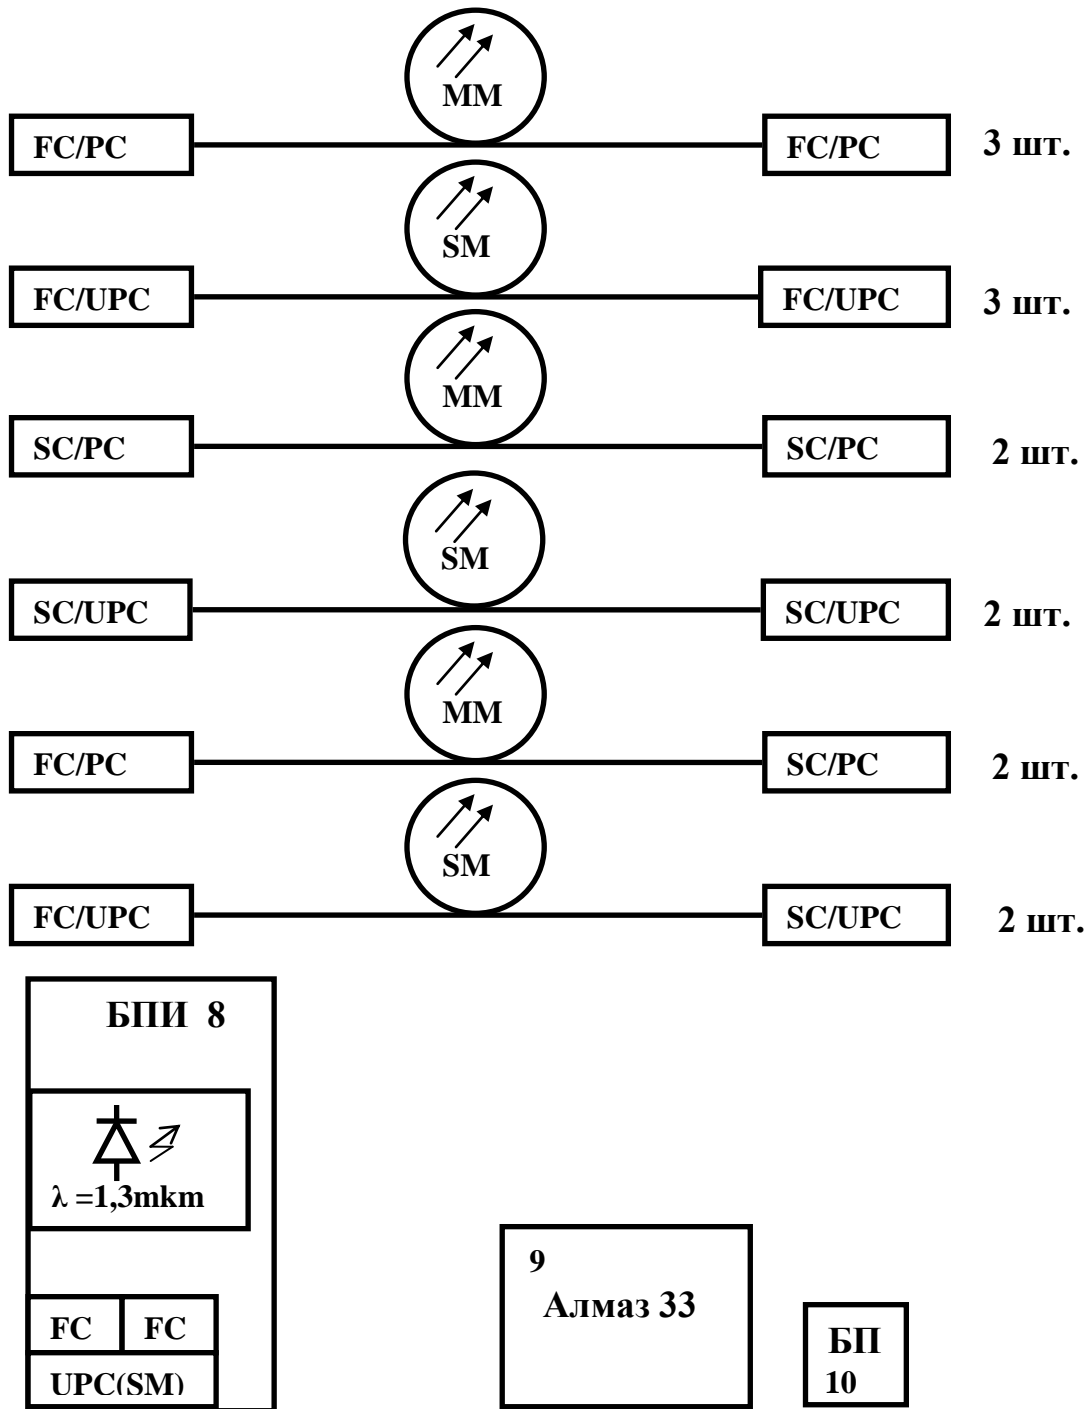 MM
FC/PC FC/PC 3 шт.
SM
FC/UPC FC/UPC 3 шт.
MM
SC/PC SC/PC 2 шт.
SM
SC/UPC SC/UPC 2 шт.
MM
FC/PC SC/PC 2 шт.
SM
FC/UPC SC/UPC 2 шт.
БПИ 8
λ =1,3mkm
FC FC
UPC(SM)
9
Алмаз 33
БП
10